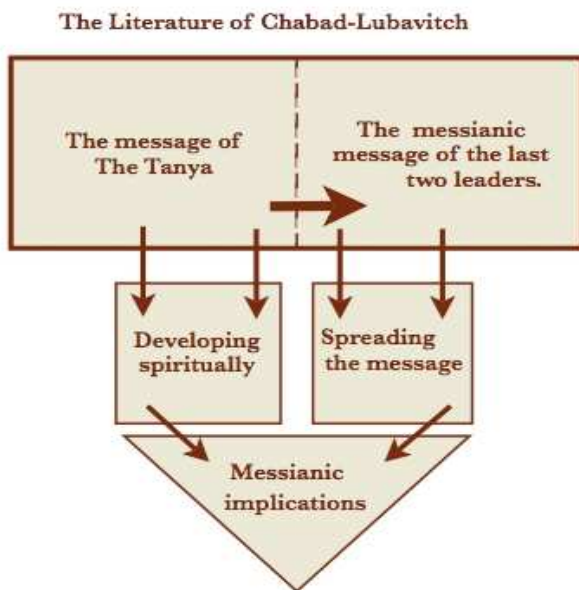 The Literature of Chabad-Lubavitch
The message of
The Tanya
The messianic
message of the last
two leaders.
Developing
spiritually
Spreading
the message
Messianic
implications